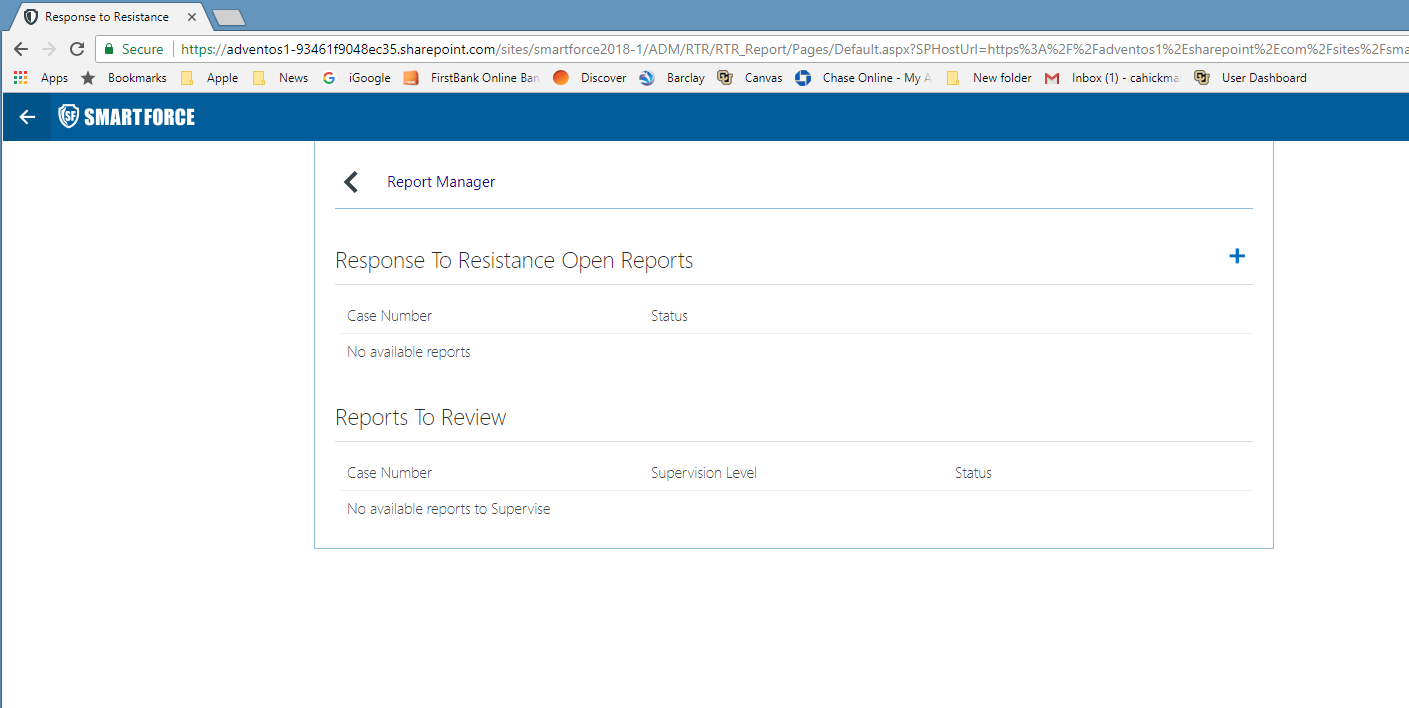 Response to Resistance
Secure https://adventos1-93461f9048ec35.sharepoint.com/sites/smartforce2018-1/ADM/RTR/RTR_Report/Pages/Default.aspx?SPHostUrl=https%3A%2F%2Fadventos1%2Esharepoint%2Ecom%2Fsites%2Fsma
Apps Bookmarks Apple News iGoogle FirstBank Online Ban Discover Barclay Canvas Chase Online - My A New folder Inbox (1) - cahickma User Dashboard
SF SMARTFORCE
Report Manager
Response To Resistance Open Reports
Case Number Status
No available reports
Reports To Review
Case Number Supervision Level Status
No available reports to Supervise